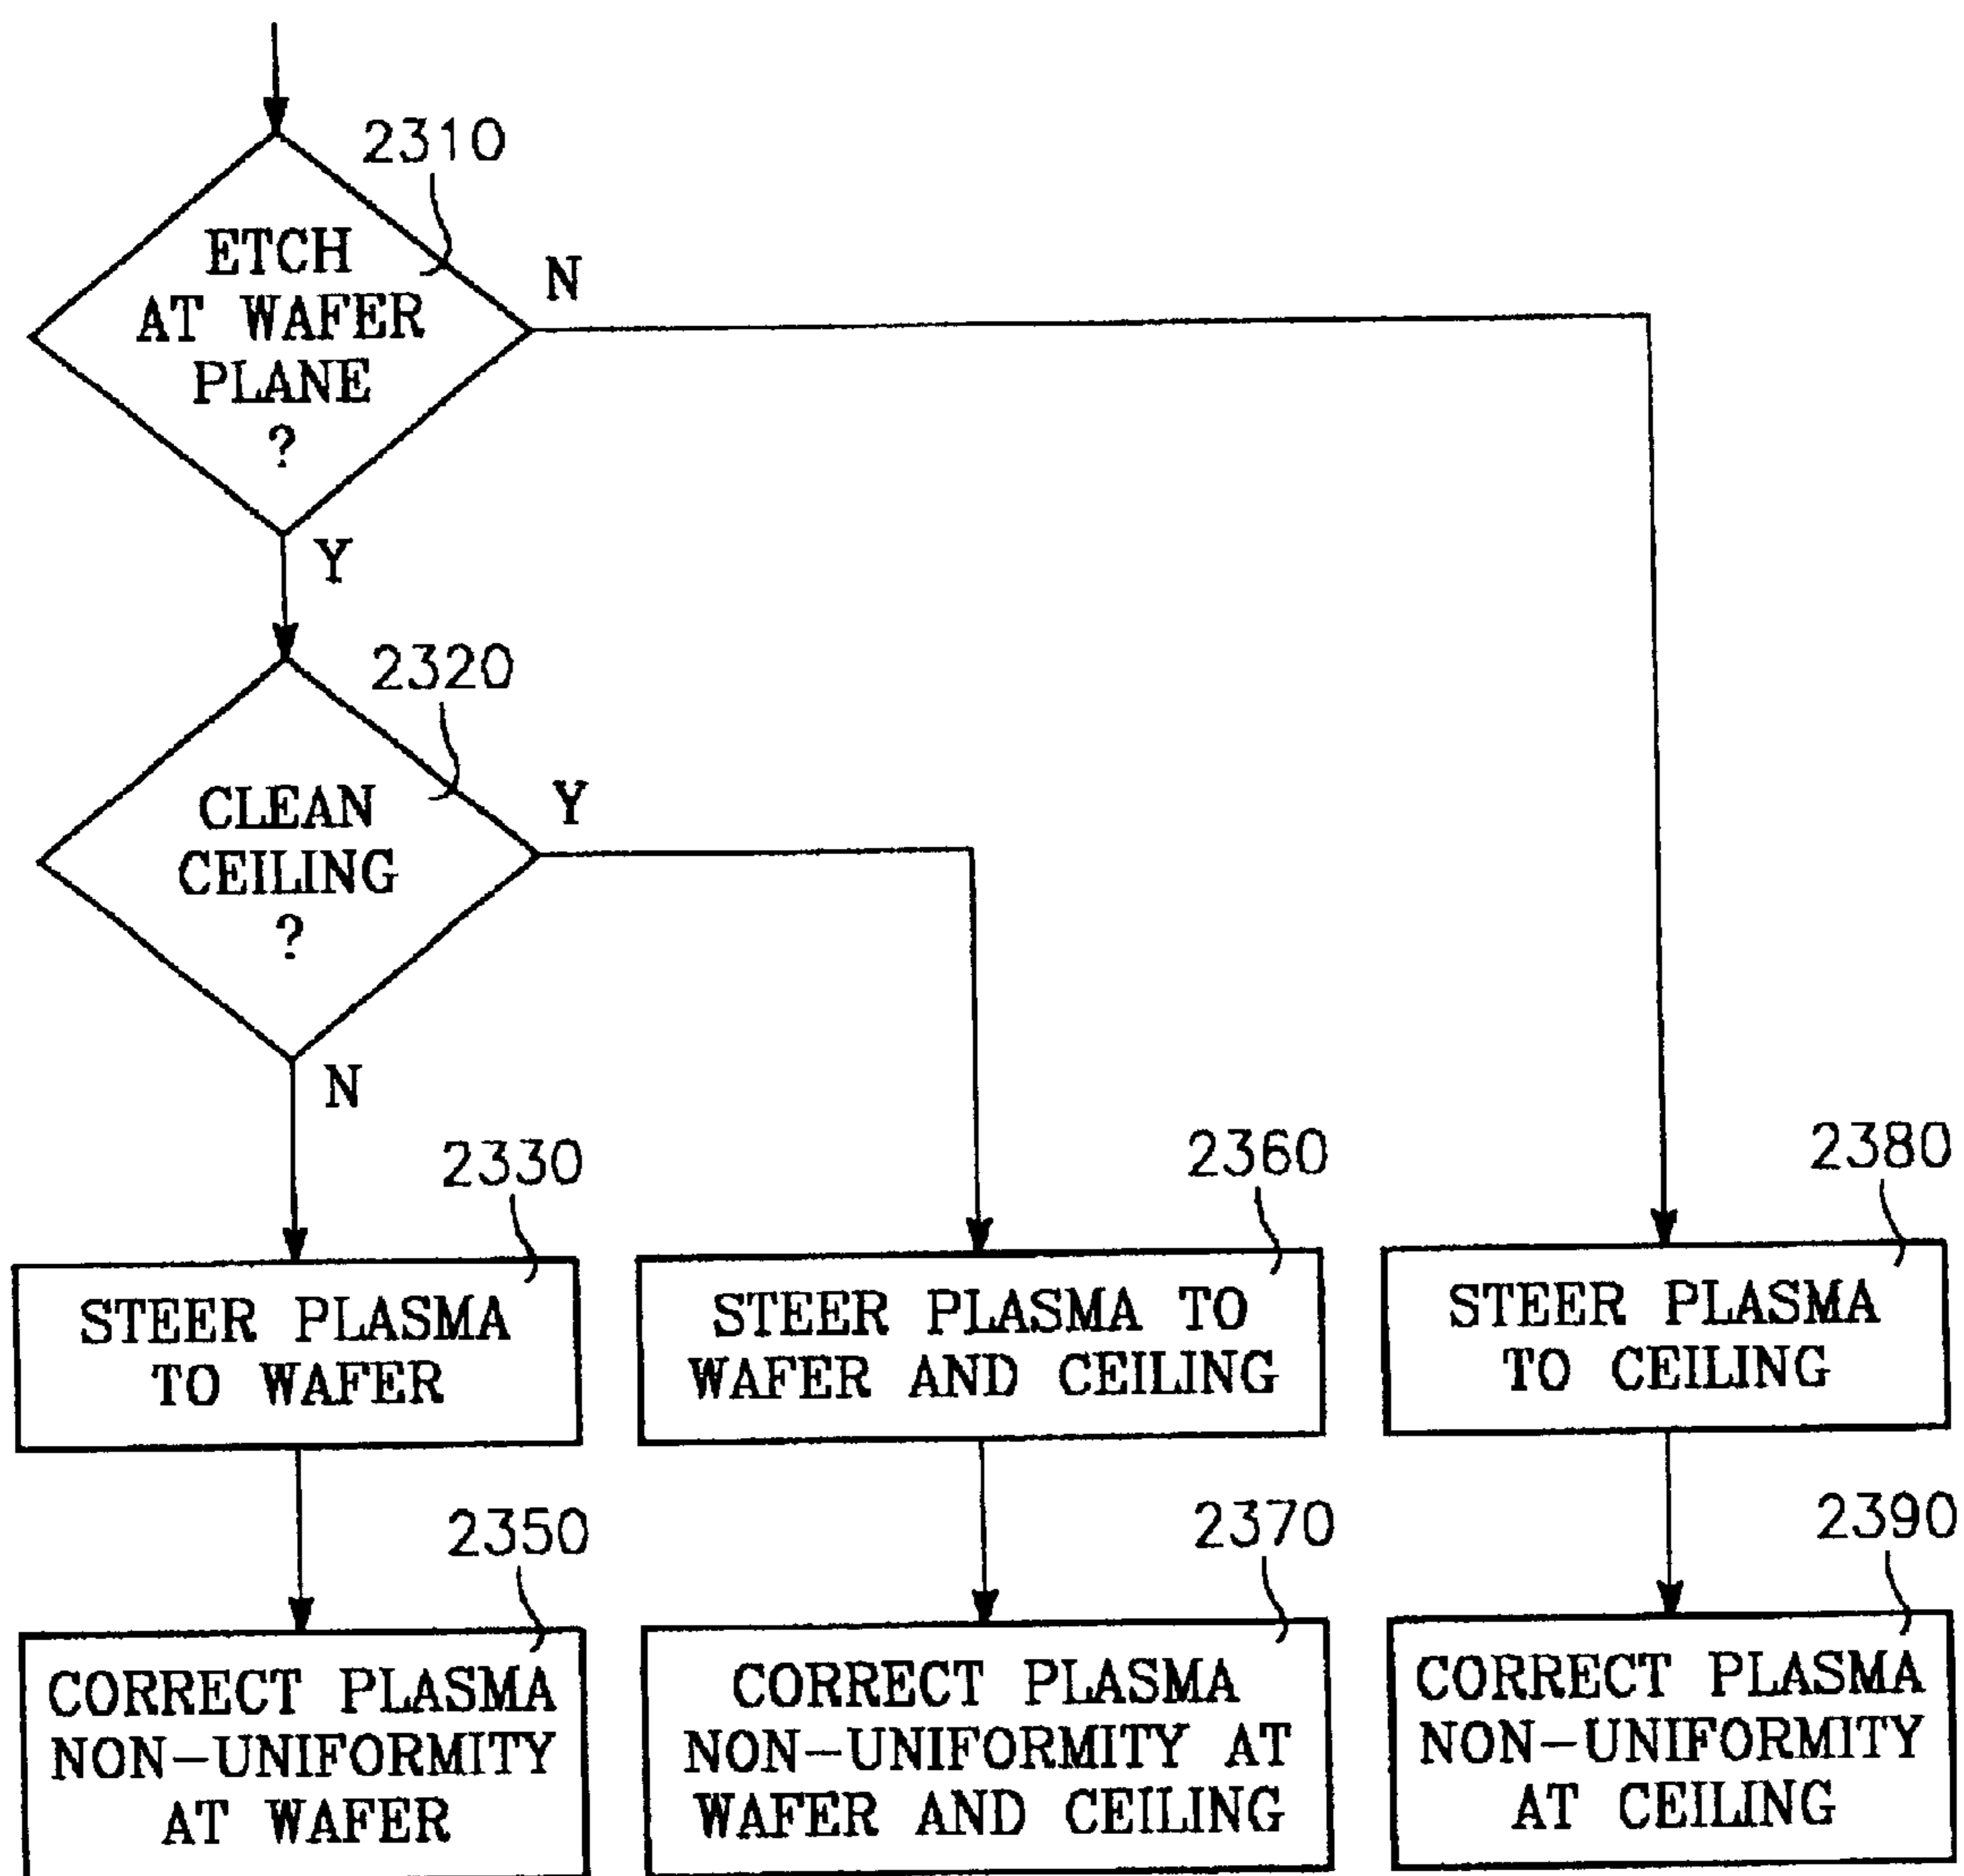 2310
ETCH
AT WAFER
PLANE
?
N
Y
2320
CLEAN
CEILING
?
Y
N
2330
STEER PLASMA
TO WAFER
2360
STEER PLASMA TO
WAFER AND CEILING
2380
STEER PLASMA
TO CEILING
2350
CORRECT PLASMA
NON-UNIFORMITY
AT WAFER
2370
CORRECT PLASMA
NON-UNIFORMITY AT
WAFER AND CEILING
2390
CORRECT PLASMA
NON-UNIFORMITY
AT CEILING